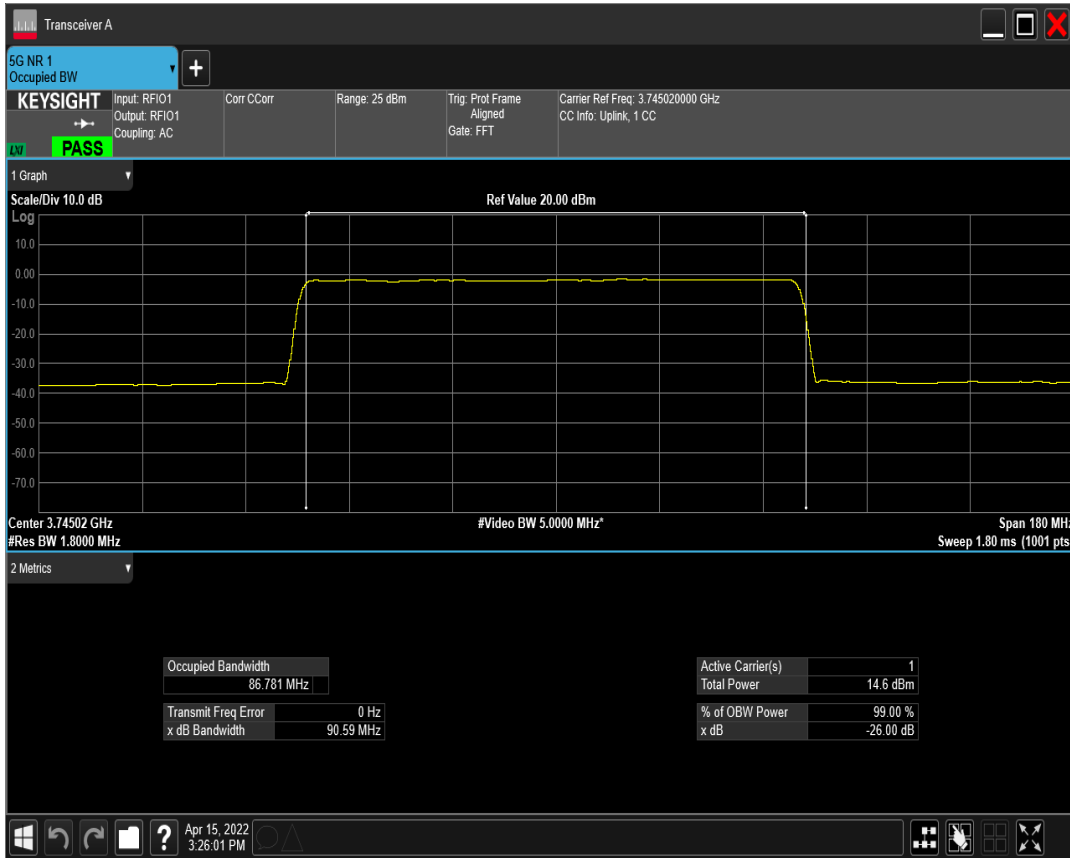 Transceiver A
5G NR 1
Occupied BW
+
KEYSIGHT
Input: RFIO1
Output: RFIO1
Coupling: AC
LXI
PASS
Corr CCorr
Range: 25 dBm
Trig: Prot Frame
Aligned
Gate: FFT
Carrier Ref Freq: 3.745020000 GHz
CC Info: Uplink, 1 CC
1 Graph
Scale/Div 10.0 dB
Ref Value 20.00 dBm
Log
10.0
0.00
-10.0
-20.0
-30.0
-40.0
-50.0
-60.0
-70.0
Center 3.74502 GHz
#Video BW 5.0000 MHz*
Span 180 MHz
#Res BW 1.8000 MHz
Sweep 1.80 ms (1001 pts
2 Metrics
Occupied Bandwidth
86.781 MHz
Transmit Freq Error 0 Hz
x dB Bandwidth 90.59 MHz
Active Carrier(s) 1
Total Power 14.6 dBm
% of OBW Power 99.00 %
x dB -26.00 dB
?
Apr 15, 2022
3:26:01 PM